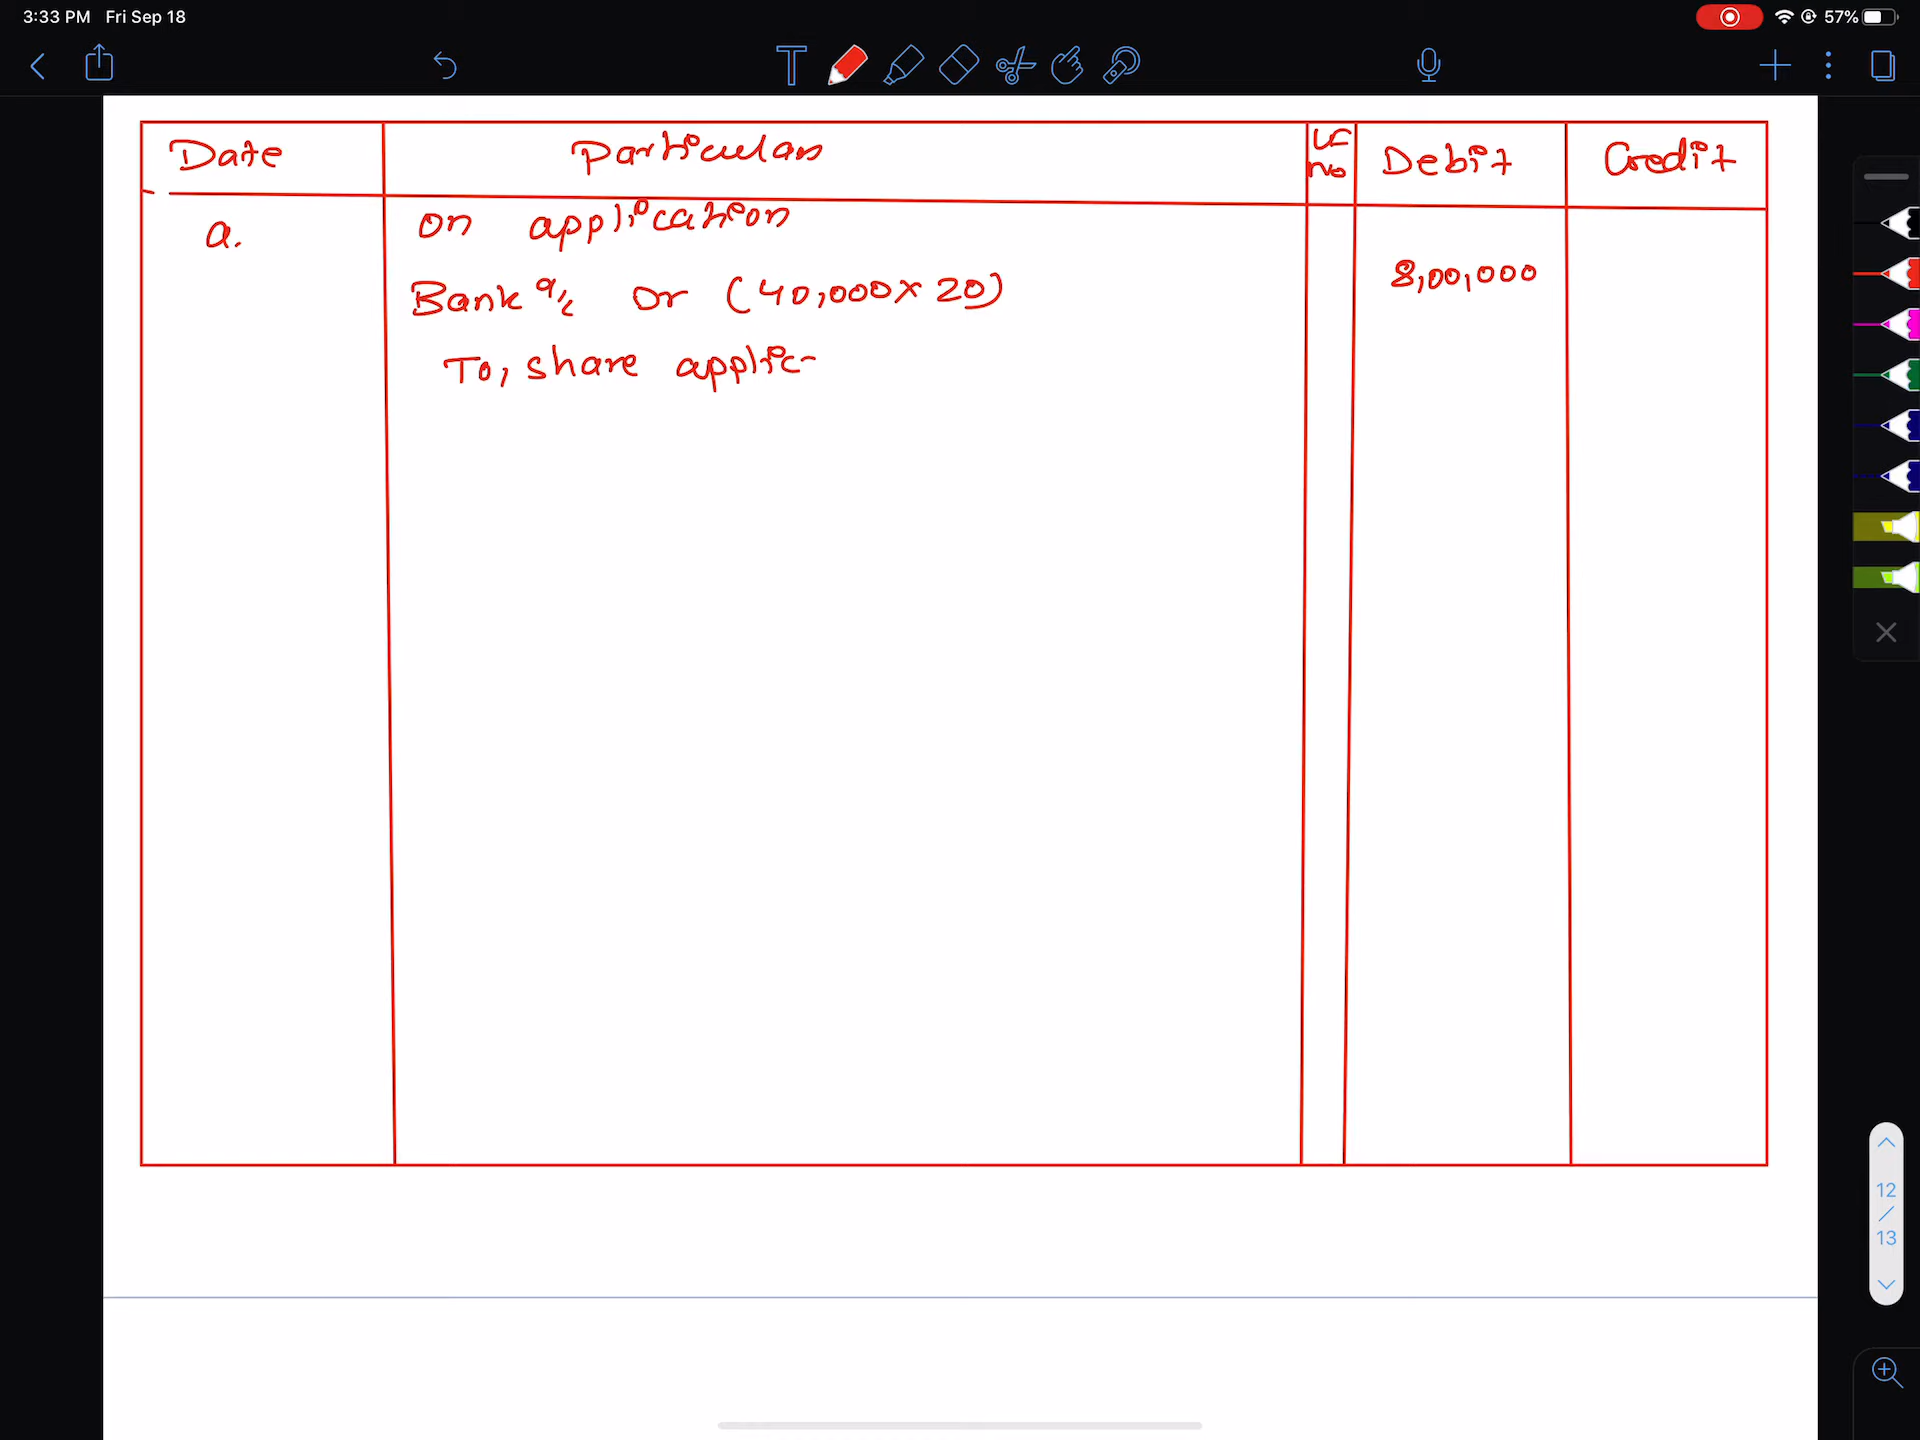 3:33 PM Fri Sep 18
57%
Date Particulars LF No Debit Credit
a. On application
Bank a/c Dr (40,000 x 20) 8,00,000
To, share applic-
12
/
13